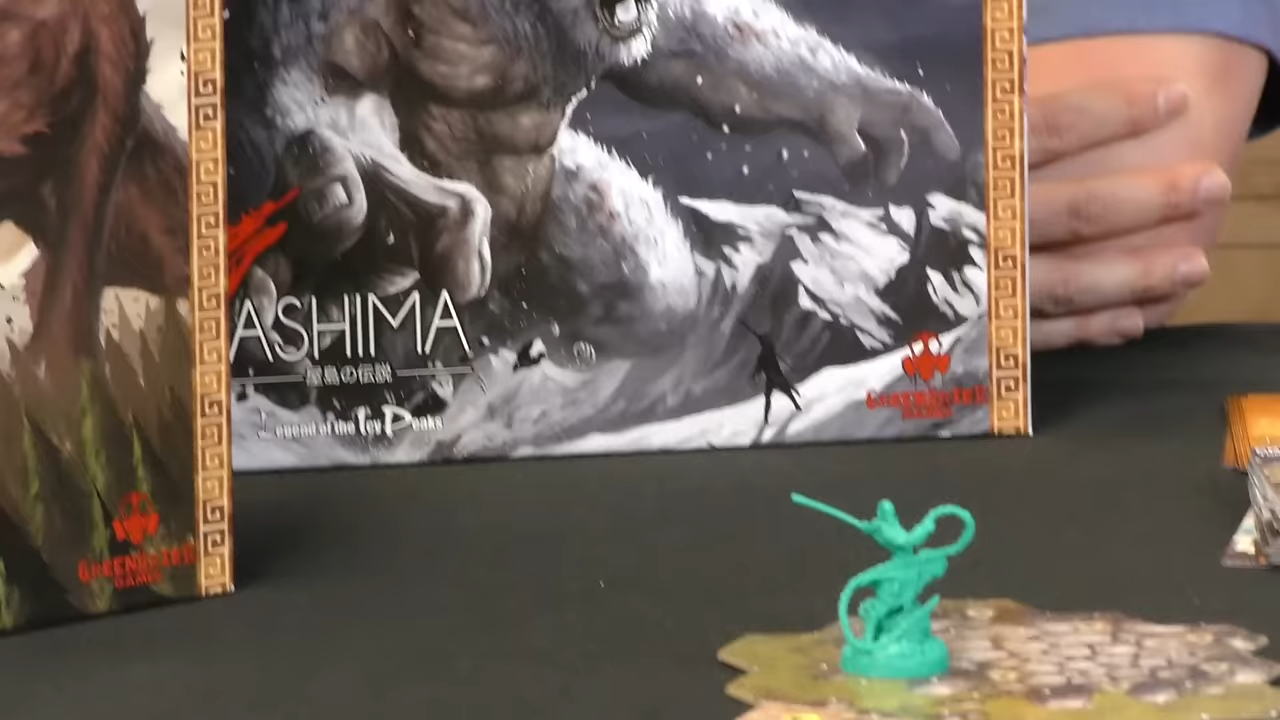 ASHIMA
屋島の伝説
Legend of the Icy Peaks
GREENBRIER
GAMES
GREENBRIER
GAMES